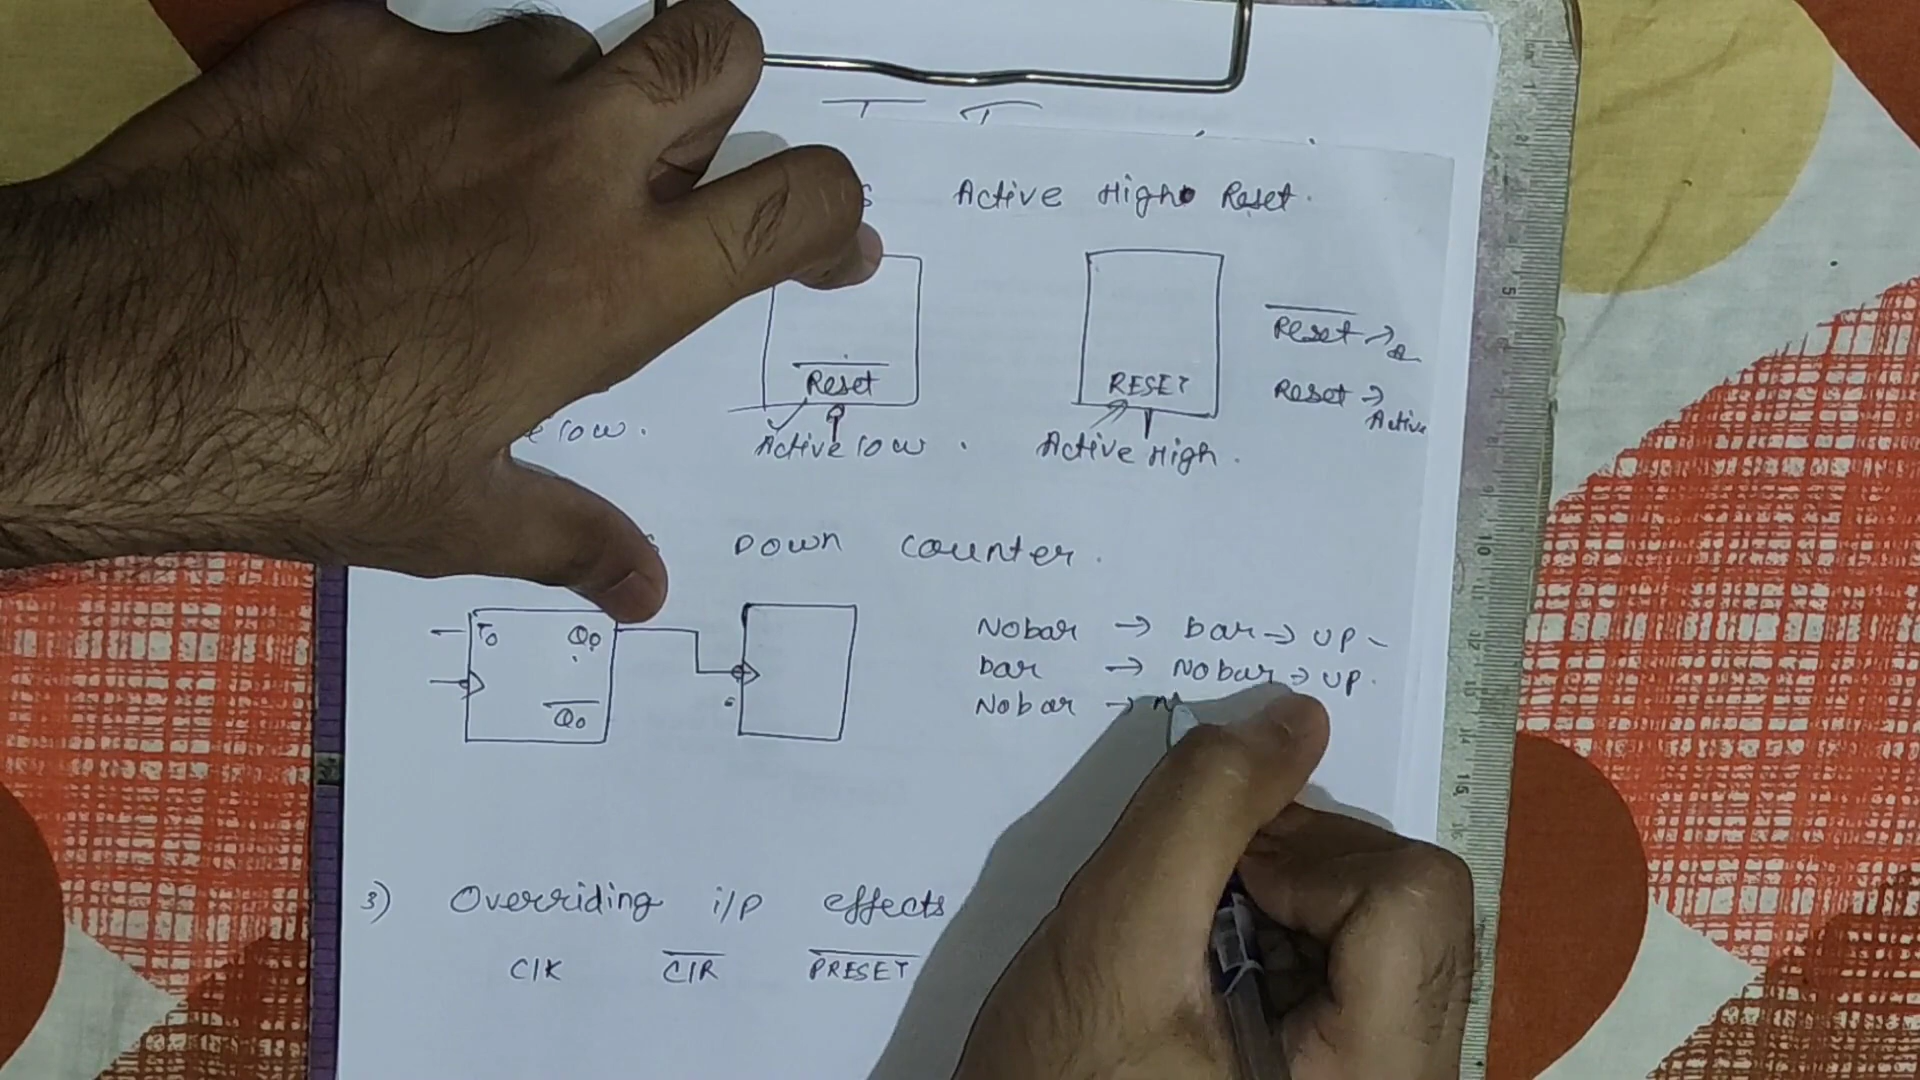 Active High Reset.
Reset
RESET
Reset →
Reset → Active
low.
Active low.
Active High.
Down counter.
T0 Q0
Q0
Nobar → bar → UP
bar → Nobar → UP.
Nobar → N
3) Overriding i/p effects
CLK CLR PRESET